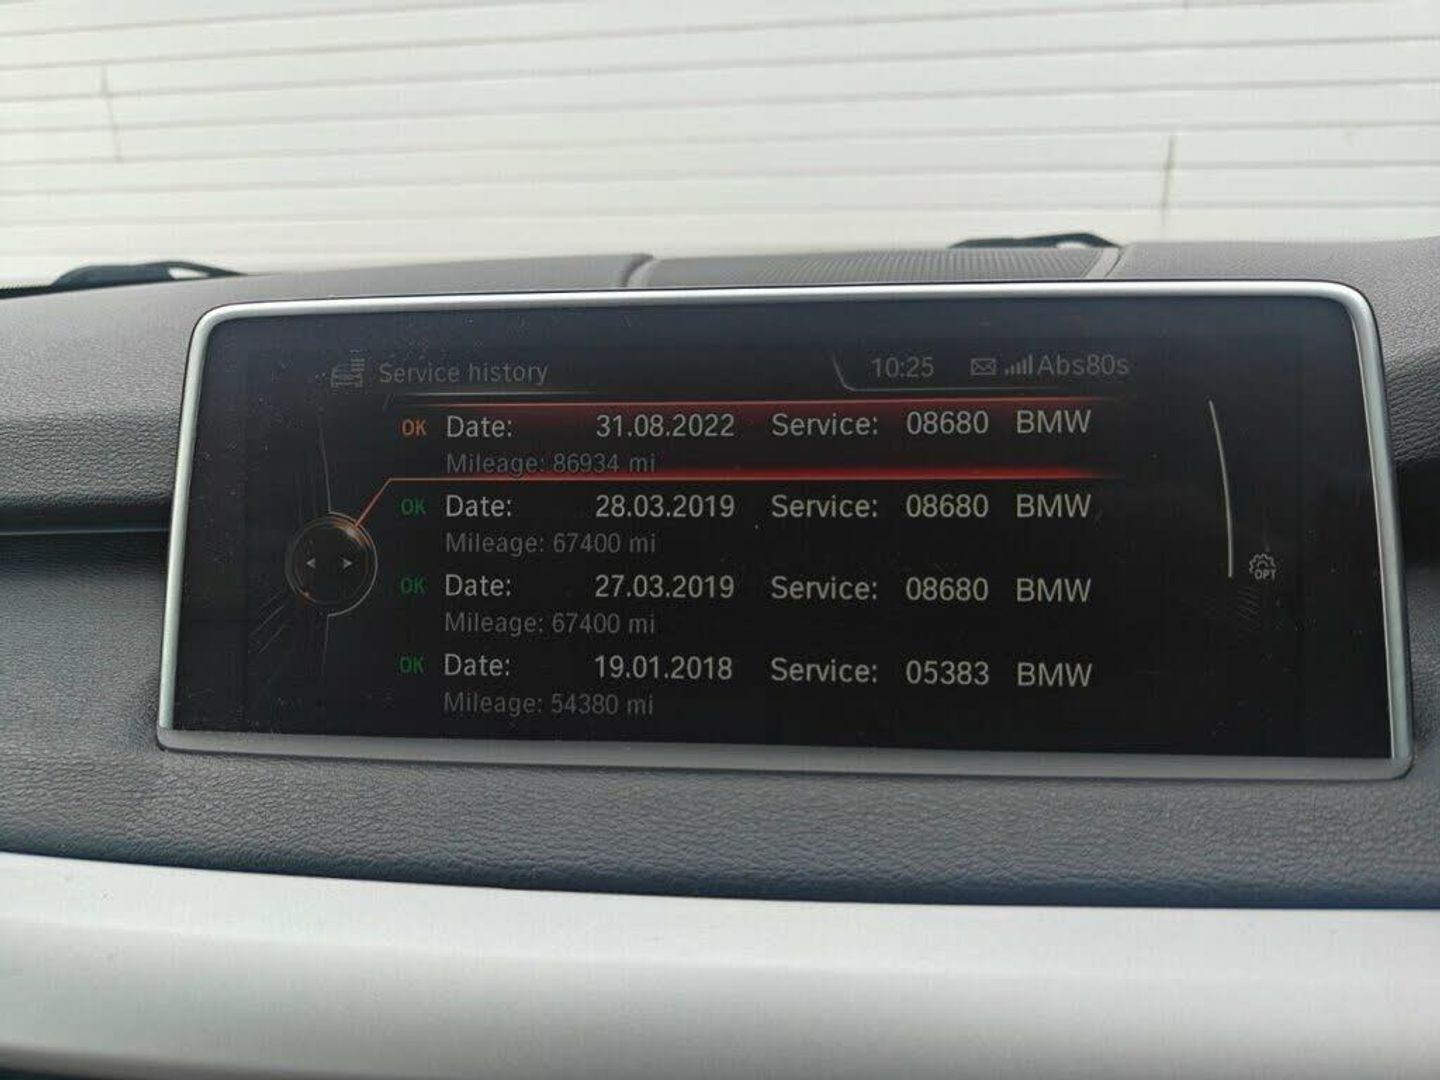 Service history 10:25 Abs80s
OK Date: 31.08.2022 Service: 08680 BMW
Mileage: 86934 mi
OK Date: 28.03.2019 Service: 08680 BMW
Mileage: 67400 mi
OK Date: 27.03.2019 Service: 08680 BMW
Mileage: 67400 mi
OK Date: 19.01.2018 Service: 05383 BMW
Mileage: 54380 mi
OPT